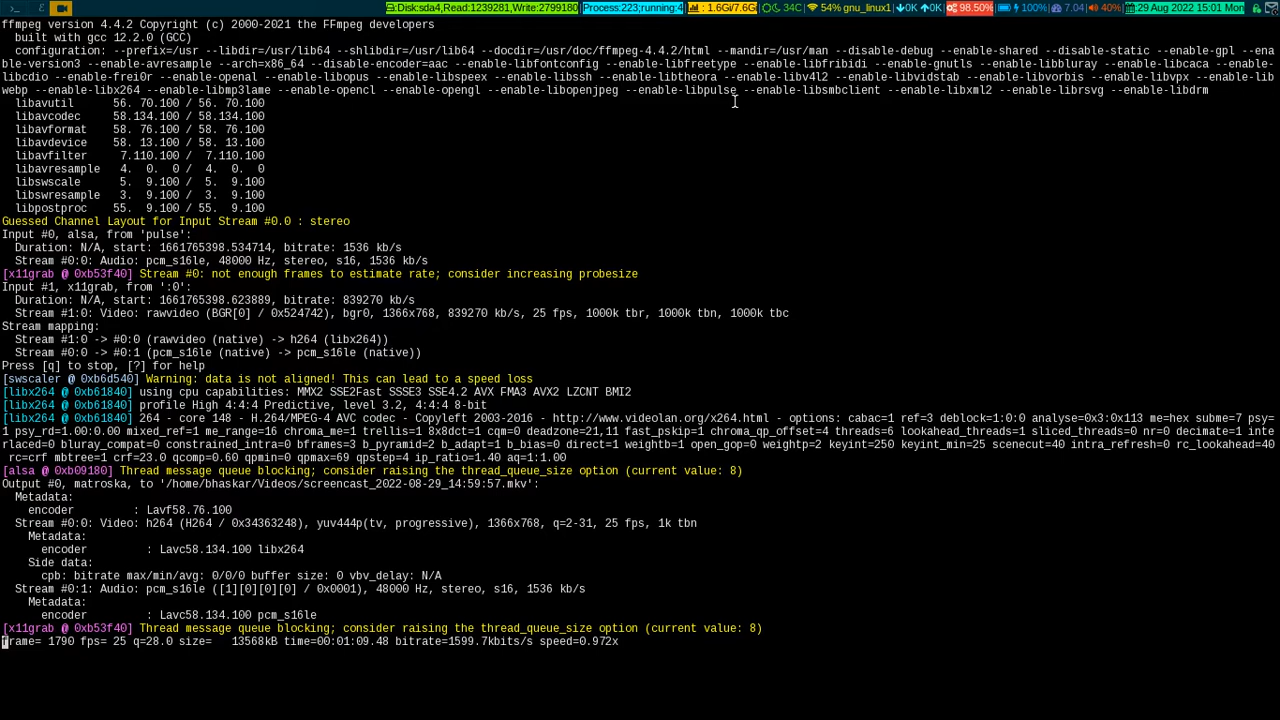 Disk:sda4,Read:1239281,Write:2799180 Process:223;running:4 : 1.6Gi/7.6Gi 34C 54% gnu_linux1 0K 0K 98.50% 100% 7.04 40% :29 Aug 2022 15:01 Mon
ffmpeg version 4.4.2 Copyright (c) 2000-2021 the FFmpeg developers
  built with gcc 12.2.0 (GCC)
  configuration: --prefix=/usr --libdir=/usr/lib64 --shlibdir=/usr/lib64 --docdir=/usr/doc/ffmpeg-4.4.2/html --mandir=/usr/man --disable-debug --enable-shared --disable-static --enable-gpl --ena
ble-version3 --enable-avresample --arch=x86_64 --disable-encoder=aac --enable-libfontconfig --enable-libfreetype --enable-libfribidi --enable-gnutls --enable-libbluray --enable-libcaca --enable-
libcdio --enable-frei0r --enable-openal --enable-libopus --enable-libspeex --enable-libssh --enable-libtheora --enable-libv4l2 --enable-libvidstab --enable-libvorbis --enable-libvpx --enable-lib
webp --enable-libx264 --enable-libmp3lame --enable-opencl --enable-opengl --enable-libopenjpeg --enable-libpulse --enable-libsmbclient --enable-libxml2 --enable-librsvg --enable-libdrm
  libavutil      56. 70.100 / 56. 70.100
  libavcodec     58.134.100 / 58.134.100
  libavformat    58. 76.100 / 58. 76.100
  libavdevice    58. 13.100 / 58. 13.100
  libavfilter     7.110.100 /  7.110.100
  libavresample   4.  0.  0 /  4.  0.  0
  libswscale      5.  9.100 /  5.  9.100
  libswresample   3.  9.100 /  3.  9.100
  libpostproc    55.  9.100 / 55.  9.100
Guessed Channel Layout for Input Stream #0.0 : stereo
Input #0, alsa, from 'pulse':
  Duration: N/A, start: 1661765398.534714, bitrate: 1536 kb/s
  Stream #0:0: Audio: pcm_s16le, 48000 Hz, stereo, s16, 1536 kb/s
[x11grab @ 0xb53f40] Stream #0: not enough frames to estimate rate; consider increasing probesize
Input #1, x11grab, from ':0':
  Duration: N/A, start: 1661765398.623889, bitrate: 839270 kb/s
  Stream #1:0: Video: rawvideo (BGR[0] / 0x524742), bgr0, 1366x768, 839270 kb/s, 25 fps, 1000k tbr, 1000k tbn, 1000k tbc
Stream mapping:
  Stream #1:0 -> #0:0 (rawvideo (native) -> h264 (libx264))
  Stream #0:0 -> #0:1 (pcm_s16le (native) -> pcm_s16le (native))
Press [q] to stop, [?] for help
[swscaler @ 0xb6d540] Warning: data is not aligned! This can lead to a speed loss
[libx264 @ 0xb61840] using cpu capabilities: MMX2 SSE2Fast SSSE3 SSE4.2 AVX FMA3 AVX2 LZCNT BMI2
[libx264 @ 0xb61840] profile High 4:4:4 Predictive, level 3.2, 4:4:4 8-bit
[libx264 @ 0xb61840] 264 - core 148 - H.264/MPEG-4 AVC codec - Copyleft 2003-2016 - http://www.videolan.org/x264.html - options: cabac=1 ref=3 deblock=1:0:0 analyse=0x3:0x113 me=hex subme=7 psy=
1 psy_rd=1.00:0.00 mixed_ref=1 me_range=16 chroma_me=1 trellis=1 8x8dct=1 cqm=0 deadzone=21,11 fast_pskip=1 chroma_qp_offset=4 threads=6 lookahead_threads=1 sliced_threads=0 nr=0 decimate=1 inte
rlaced=0 bluray_compat=0 constrained_intra=0 bframes=3 b_pyramid=2 b_adapt=1 b_bias=0 direct=1 weightb=1 open_gop=0 weightp=2 keyint=250 keyint_min=25 scenecut=40 intra_refresh=0 rc_lookahead=40
 rc=crf mbtree=1 crf=23.0 qcomp=0.60 qpmin=0 qpmax=69 qpstep=4 ip_ratio=1.40 aq=1:1.00
[alsa @ 0xb09180] Thread message queue blocking; consider raising the thread_queue_size option (current value: 8)
Output #0, matroska, to '/home/bhaskar/Videos/screencast_2022-08-29_14:59:57.mkv':
  Metadata:
    encoder         : Lavf58.76.100
  Stream #0:0: Video: h264 (H264 / 0x34363248), yuv444p(tv, progressive), 1366x768, q=2-31, 25 fps, 1k tbn
    Metadata:
      encoder         : Lavc58.134.100 libx264
    Side data:
      cpb: bitrate max/min/avg: 0/0/0 buffer size: 0 vbv_delay: N/A
  Stream #0:1: Audio: pcm_s16le ([1][0][0][0] / 0x0001), 48000 Hz, stereo, s16, 1536 kb/s
    Metadata:
      encoder         : Lavc58.134.100 pcm_s16le
[x11grab @ 0xb53f40] Thread message queue blocking; consider raising the thread_queue_size option (current value: 8)
frame= 1790 fps= 25 q=28.0 size=   13568kB time=00:01:09.48 bitrate=1599.7kbits/s speed=0.972x